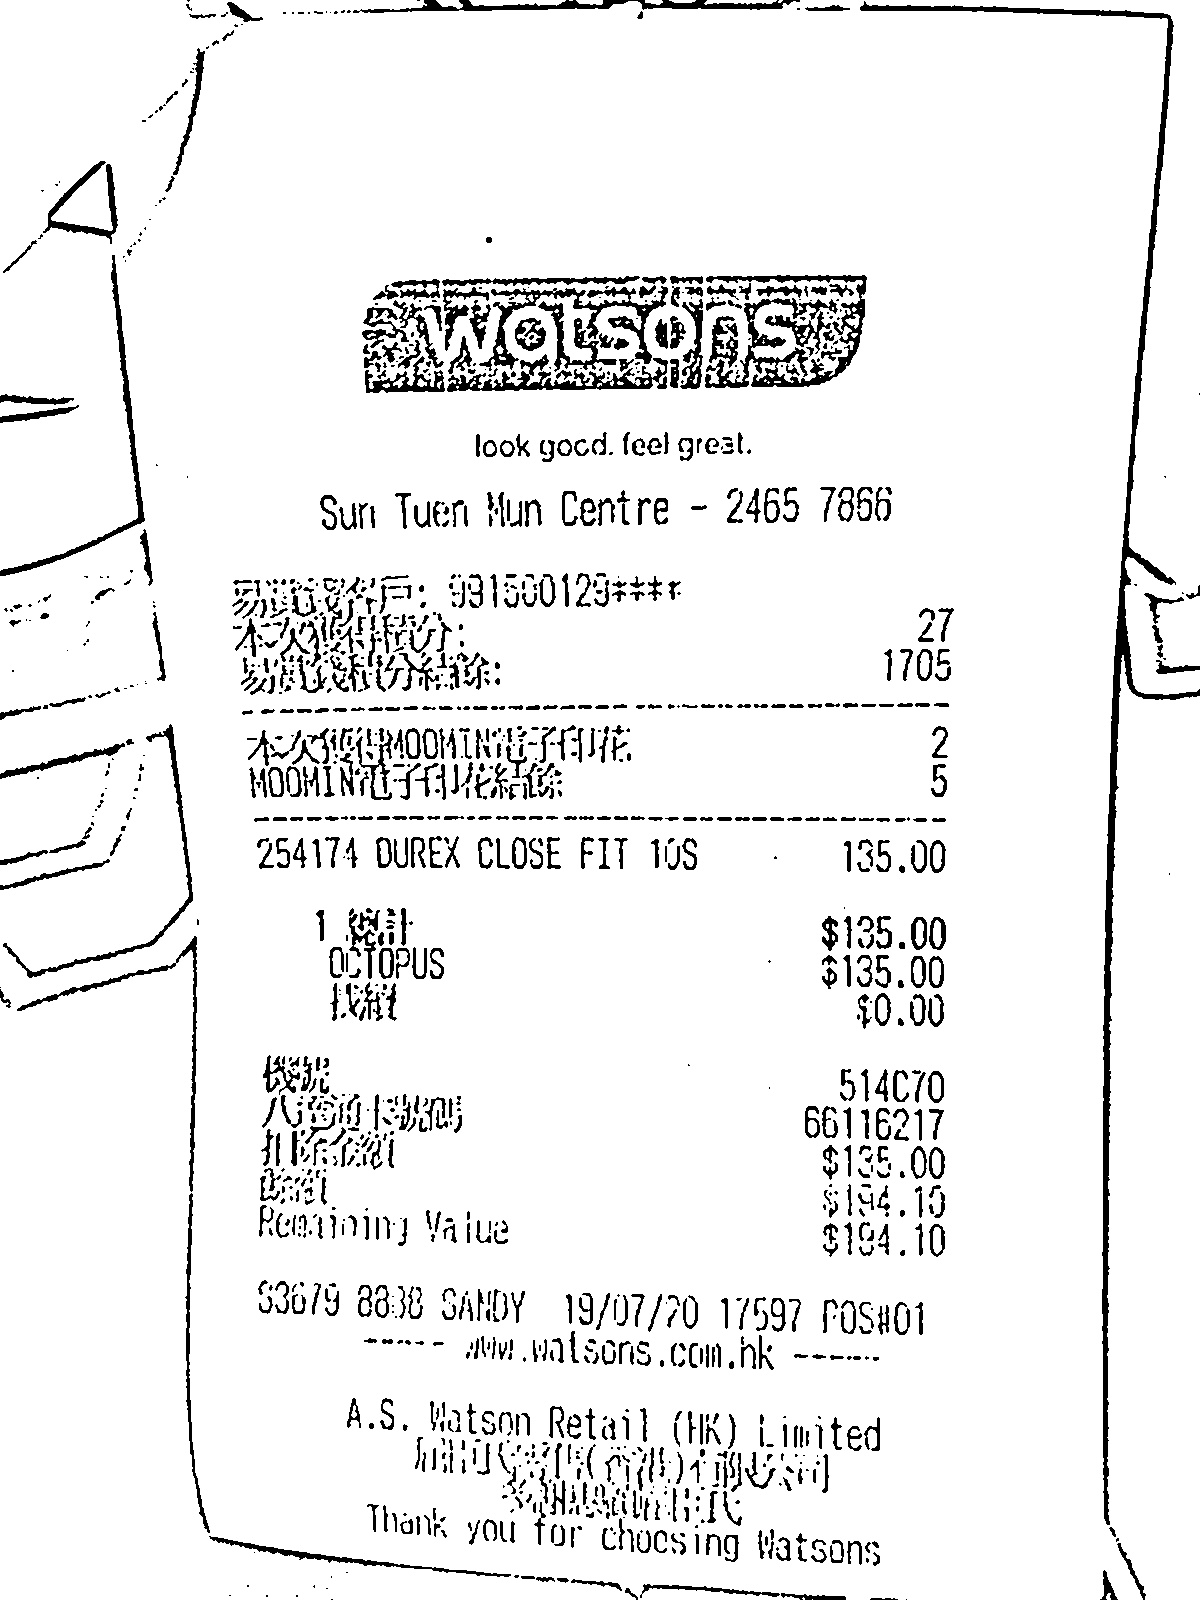 watsons
look good. feel great.
Sun Tuen Mun Centre - 2465 7866
易賞錢客戶: 991500129****
本次獲得積分: 27
易賞錢積分結餘: 1705
本次獲得MOOMIN電子印花 2
MOOMIN電子印花結餘 5
254174 DUREX CLOSE FIT 10S 135.00
1 總計 $135.00
OCTOPUS $135.00
找續 $0.00
機號 514C70
八達通卡號碼 66116217
扣除金額 $135.00
餘額 $194.10
Remaining Value $194.10
S3679 8838 SANDY 19/07/20 17597 POS#01
------ www.watsons.com.hk ------
A.S. Watson Retail (HK) Limited
屈臣氏零售(香港)有限公司
Thank you for choosing Watsons